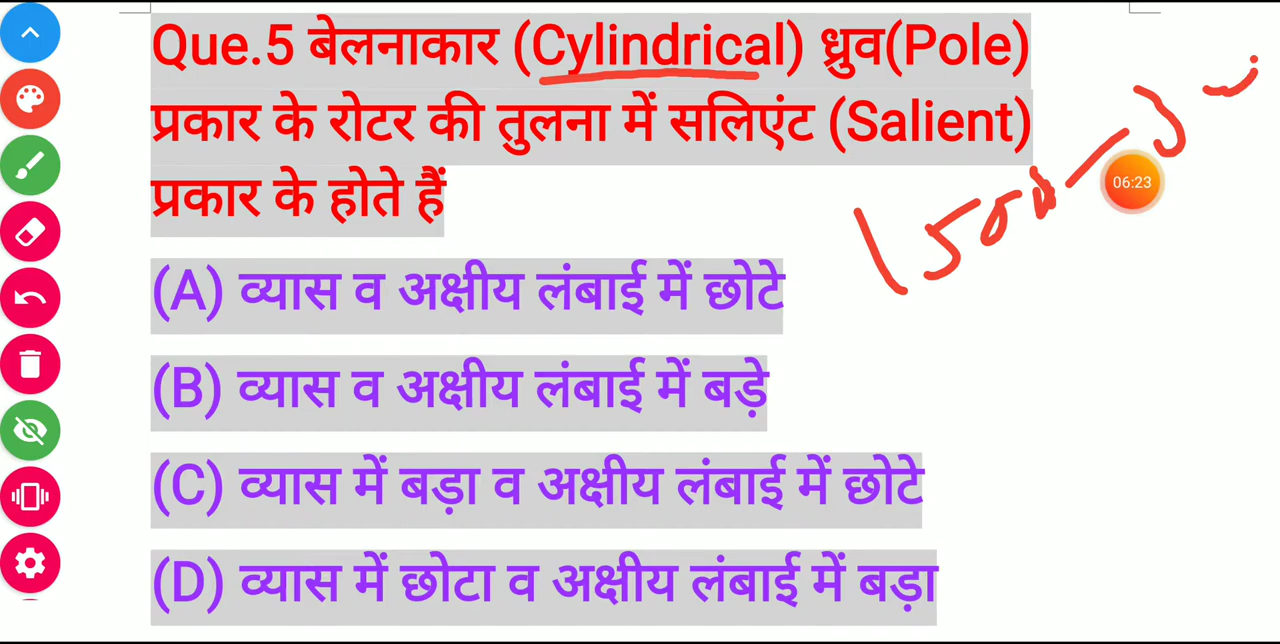 Que.5 बेलनाकार (Cylindrical) ध्रुव(Pole)
प्रकार के रोटर की तुलना में सलिएंट (Salient)
प्रकार के होते हैं
(A) व्यास व अक्षीय लंबाई में छोटे
(B) व्यास व अक्षीय लंबाई में बड़े
(C) व्यास में बड़ा व अक्षीय लंबाई में छोटे
(D) व्यास में छोटा व अक्षीय लंबाई में बड़ा
06:23